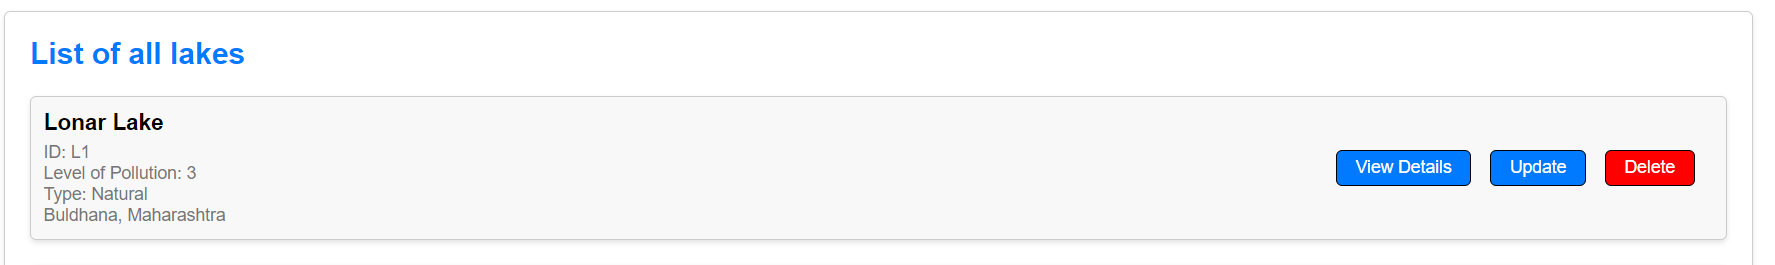 List of all lakes
Lonar Lake
ID: L1
Level of Pollution: 3
Type: Natural
Buldhana, Maharashtra
View Details
Update
Delete